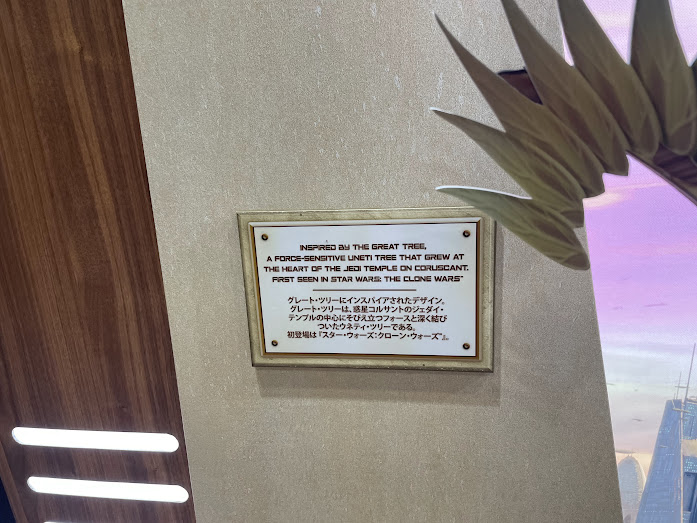 INSPIRED BY THE GREAT TREE,
A FORCE-SENSITIVE UNETI TREE THAT GREW AT
THE HEART OF THE JEDI TEMPLE ON CORUSCANT.
FIRST SEEN IN STAR WARS: THE CLONE WARS"
グレート・ツリーにインスパイアされたデザイン。
グレート・ツリーは、惑星コルサントのジェダイ・
テンプルの中心にそびえ立つフォースと深く結び
ついたウネティ・ツリーである。
初登場は『スター・ウォーズ:クローン・ウォーズ』